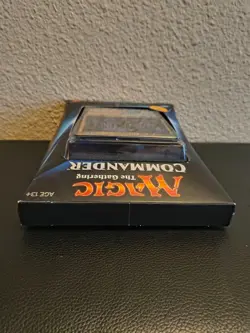 MAGIC
The Gathering
COMMANDER
AGE 13+